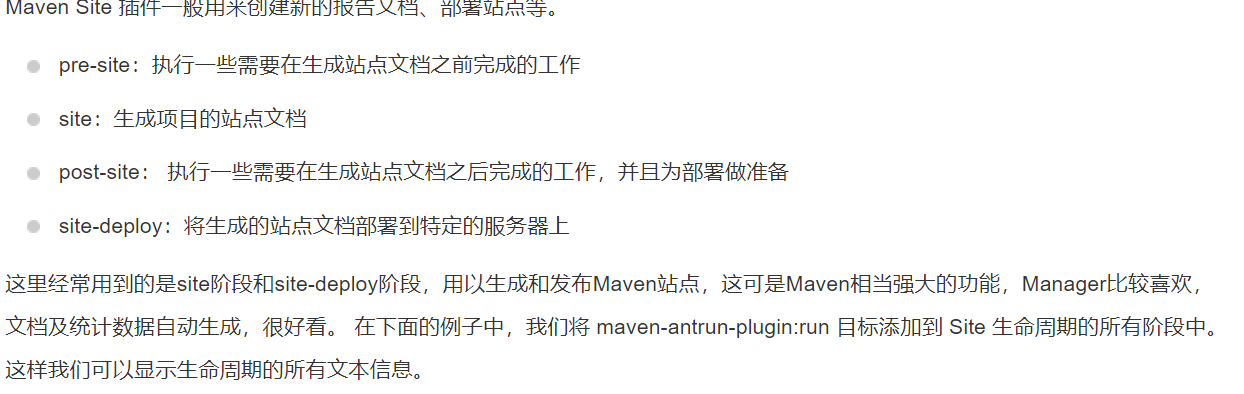 Maven Site 插件一般用来创建新的报告文档、部署站点等。
pre-site：执行一些需要在生成站点文档之前完成的工作
site：生成项目的站点文档
post-site： 执行一些需要在生成站点文档之后完成的工作，并且为部署做准备
site-deploy：将生成的站点文档部署到特定的服务器上
这里经常用到的是site阶段和site-deploy阶段，用以生成和发布Maven站点，这可是Maven相当强大的功能，Manager比较喜欢，
文档及统计数据自动生成，很好看。 在下面的例子中，我们将 maven-antrun-plugin:run 目标添加到 Site 生命周期的所有阶段中。
这样我们可以显示生命周期的所有文本信息。